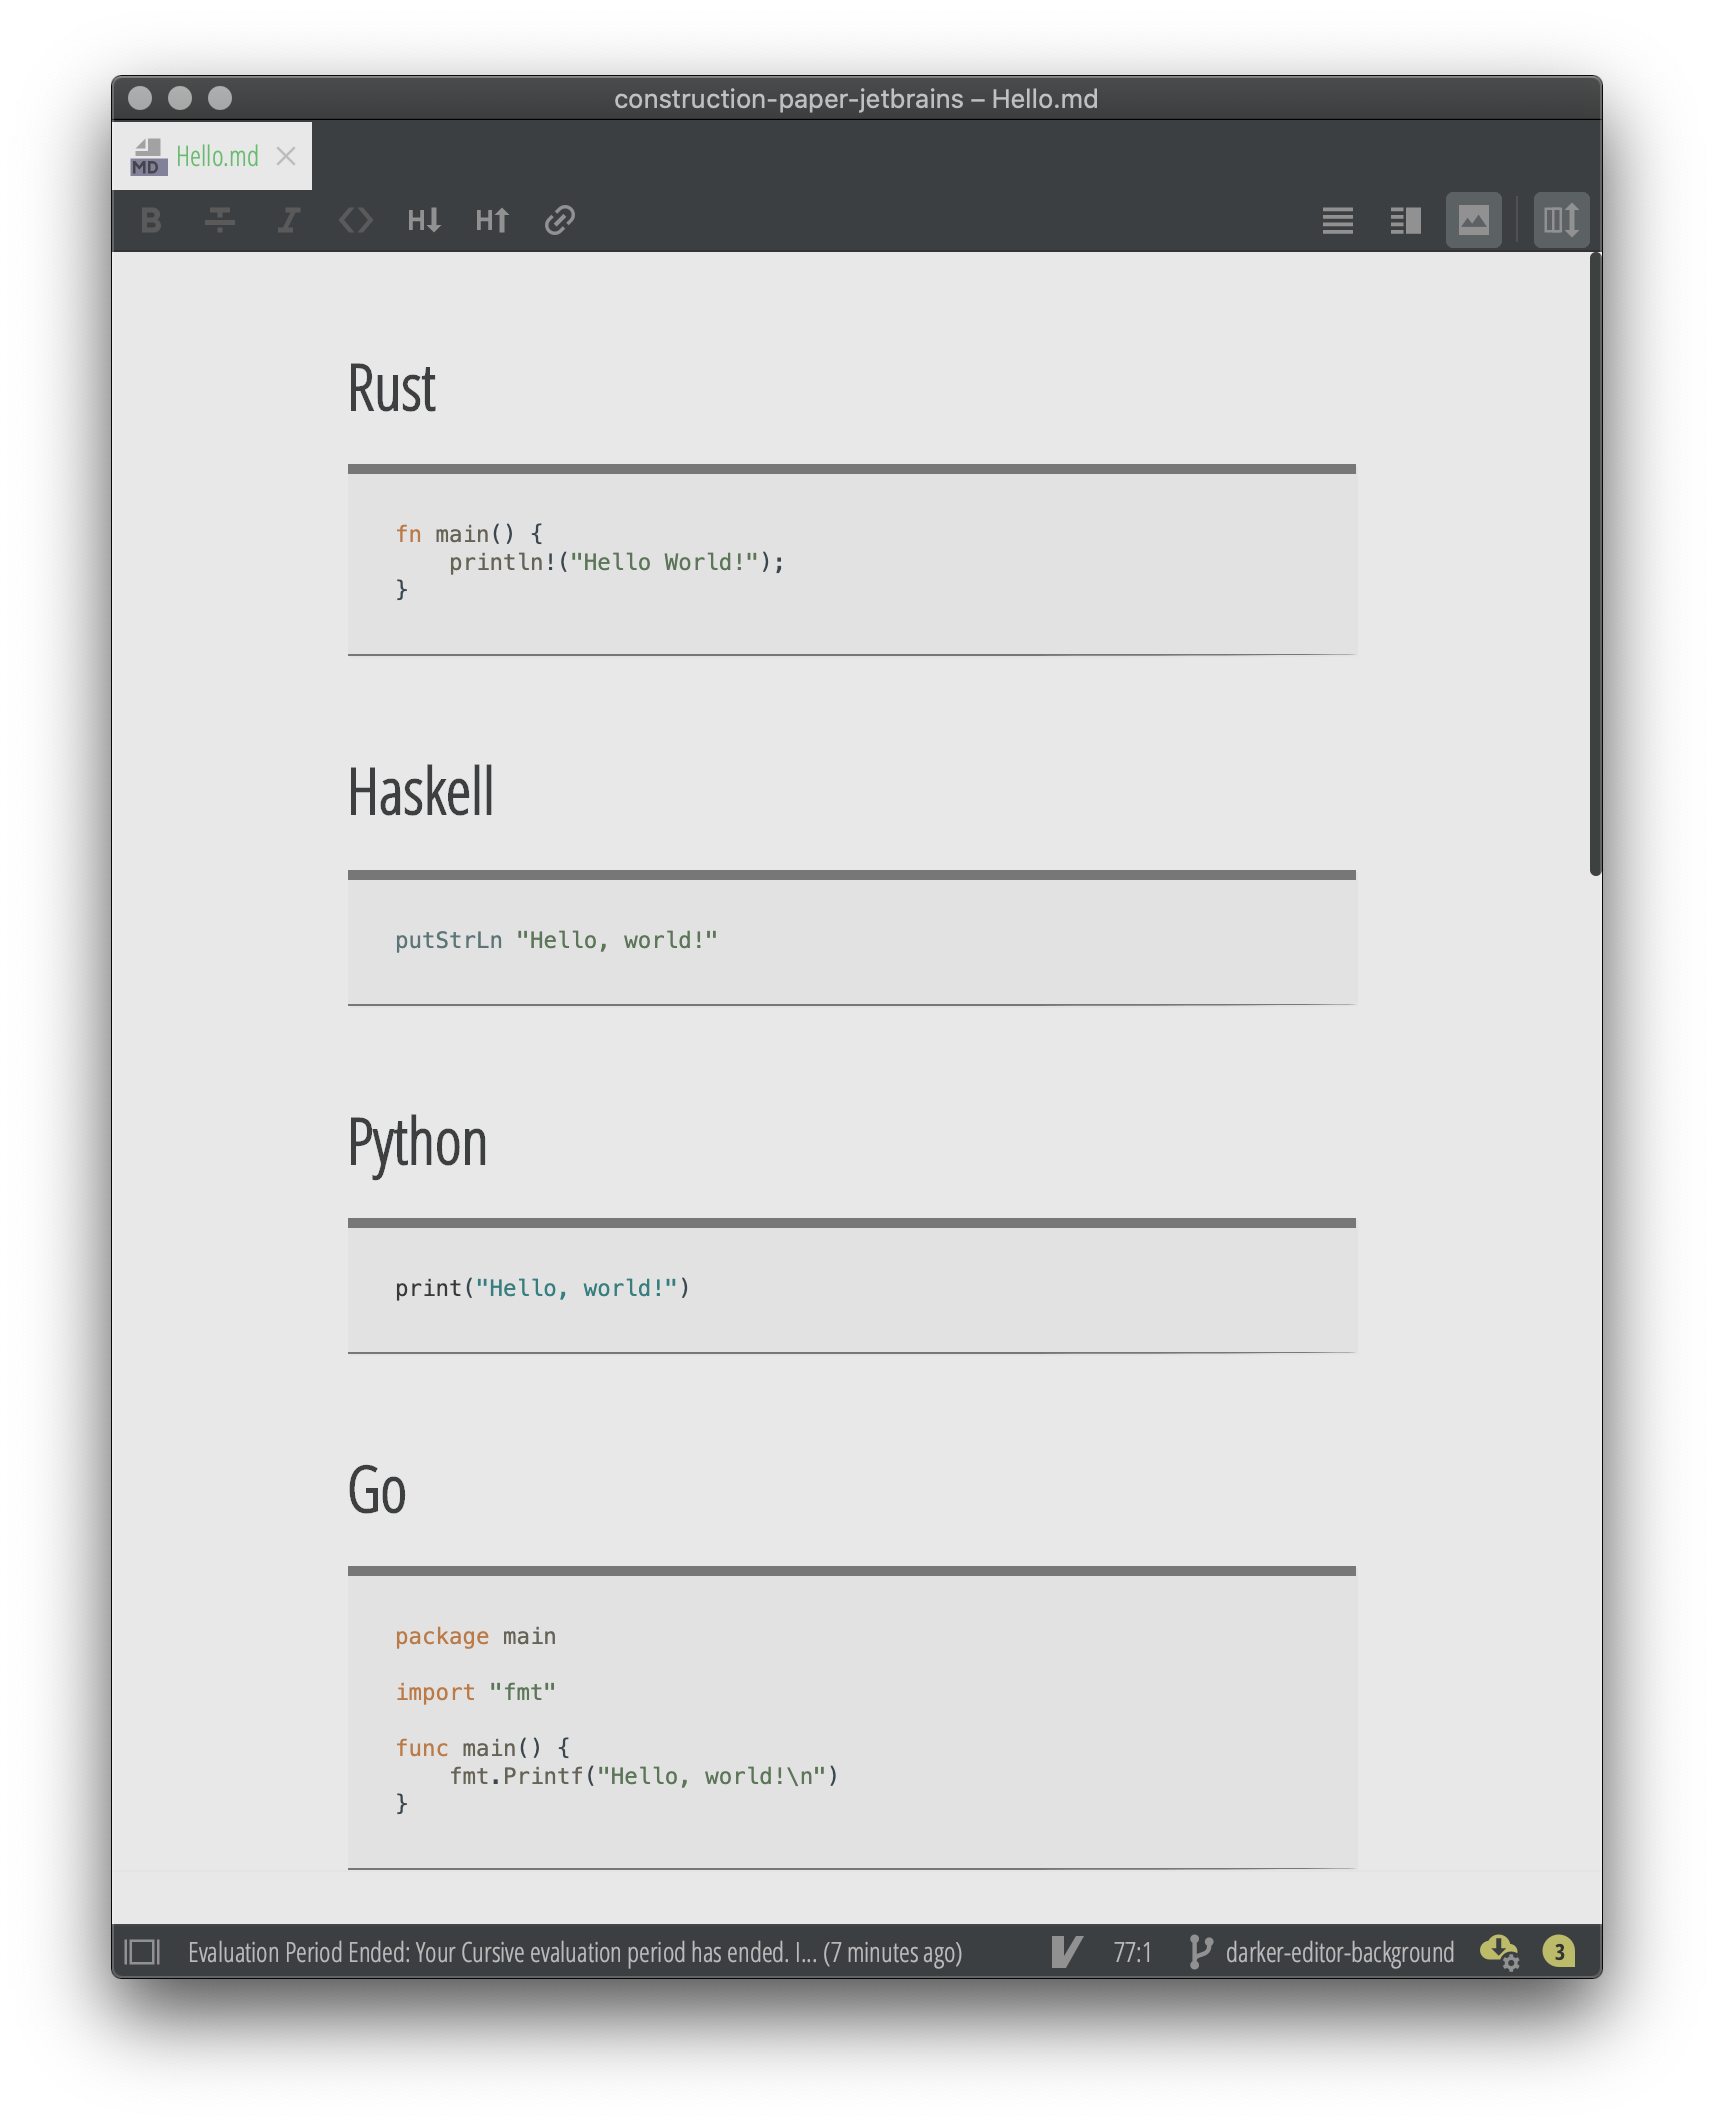 construction-paper-jetbrains – Hello.md
MD Hello.md
B I H H
Rust
fn main() {
    println!("Hello World!");
}
Haskell
putStrLn "Hello, world!"
Python
print("Hello, world!")
Go
package main
import "fmt"
func main() {
    fmt.Printf("Hello, world!\n")
}
Evaluation Period Ended: Your Cursive evaluation period has ended. I... (7 minutes ago) V 77:1 darker-editor-background 3